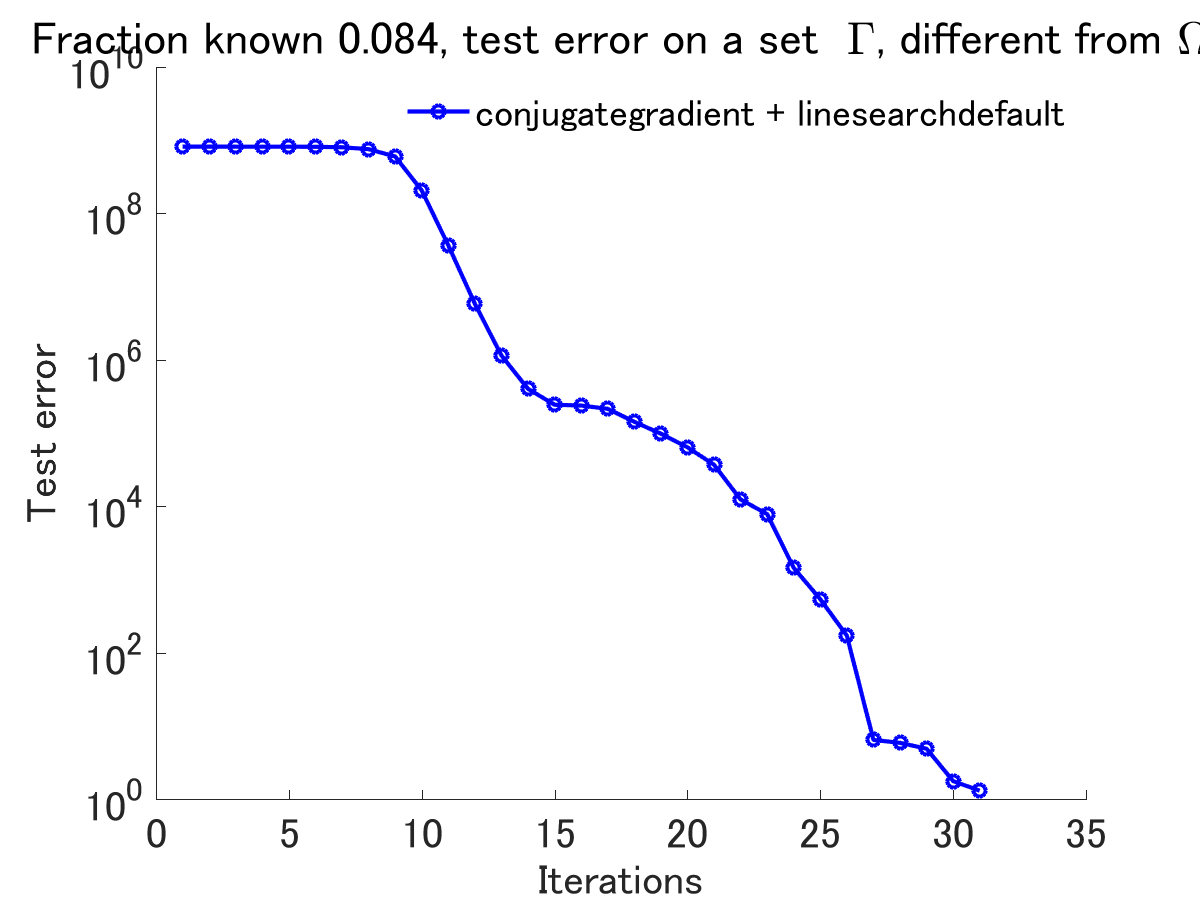 Fraction known 0.084, test error on a set Γ, different from Ω
10^10
conjugategradient + linesearchdefault
10^8
10^6
10^4
10^2
10^0
Test error
0 5 10 15 20 25 30 35
Iterations